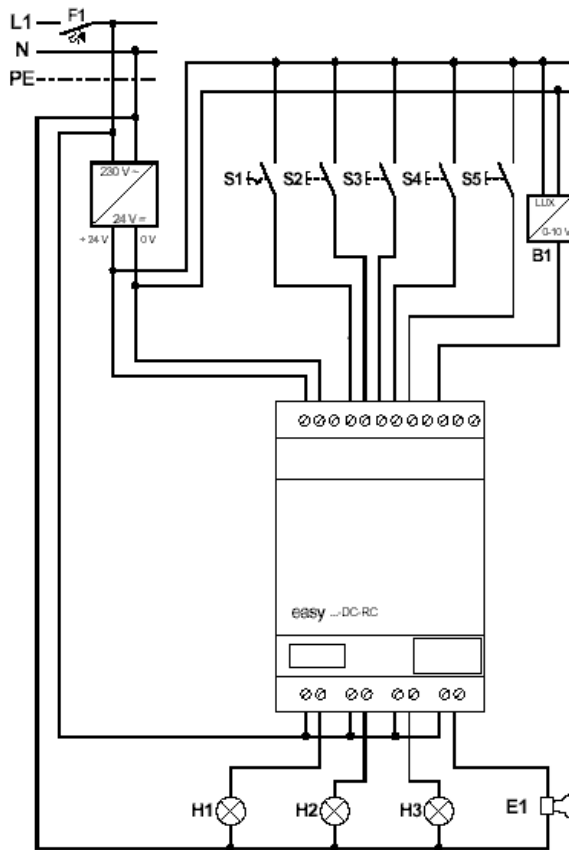 L1 F1
N
PE
230 V ~
24 V =
+24 V 0 V
S1 S2 S3 S4 S5
LUX
0-10 V
B1
easy ...-DC-RC
H1 H2 H3 E1